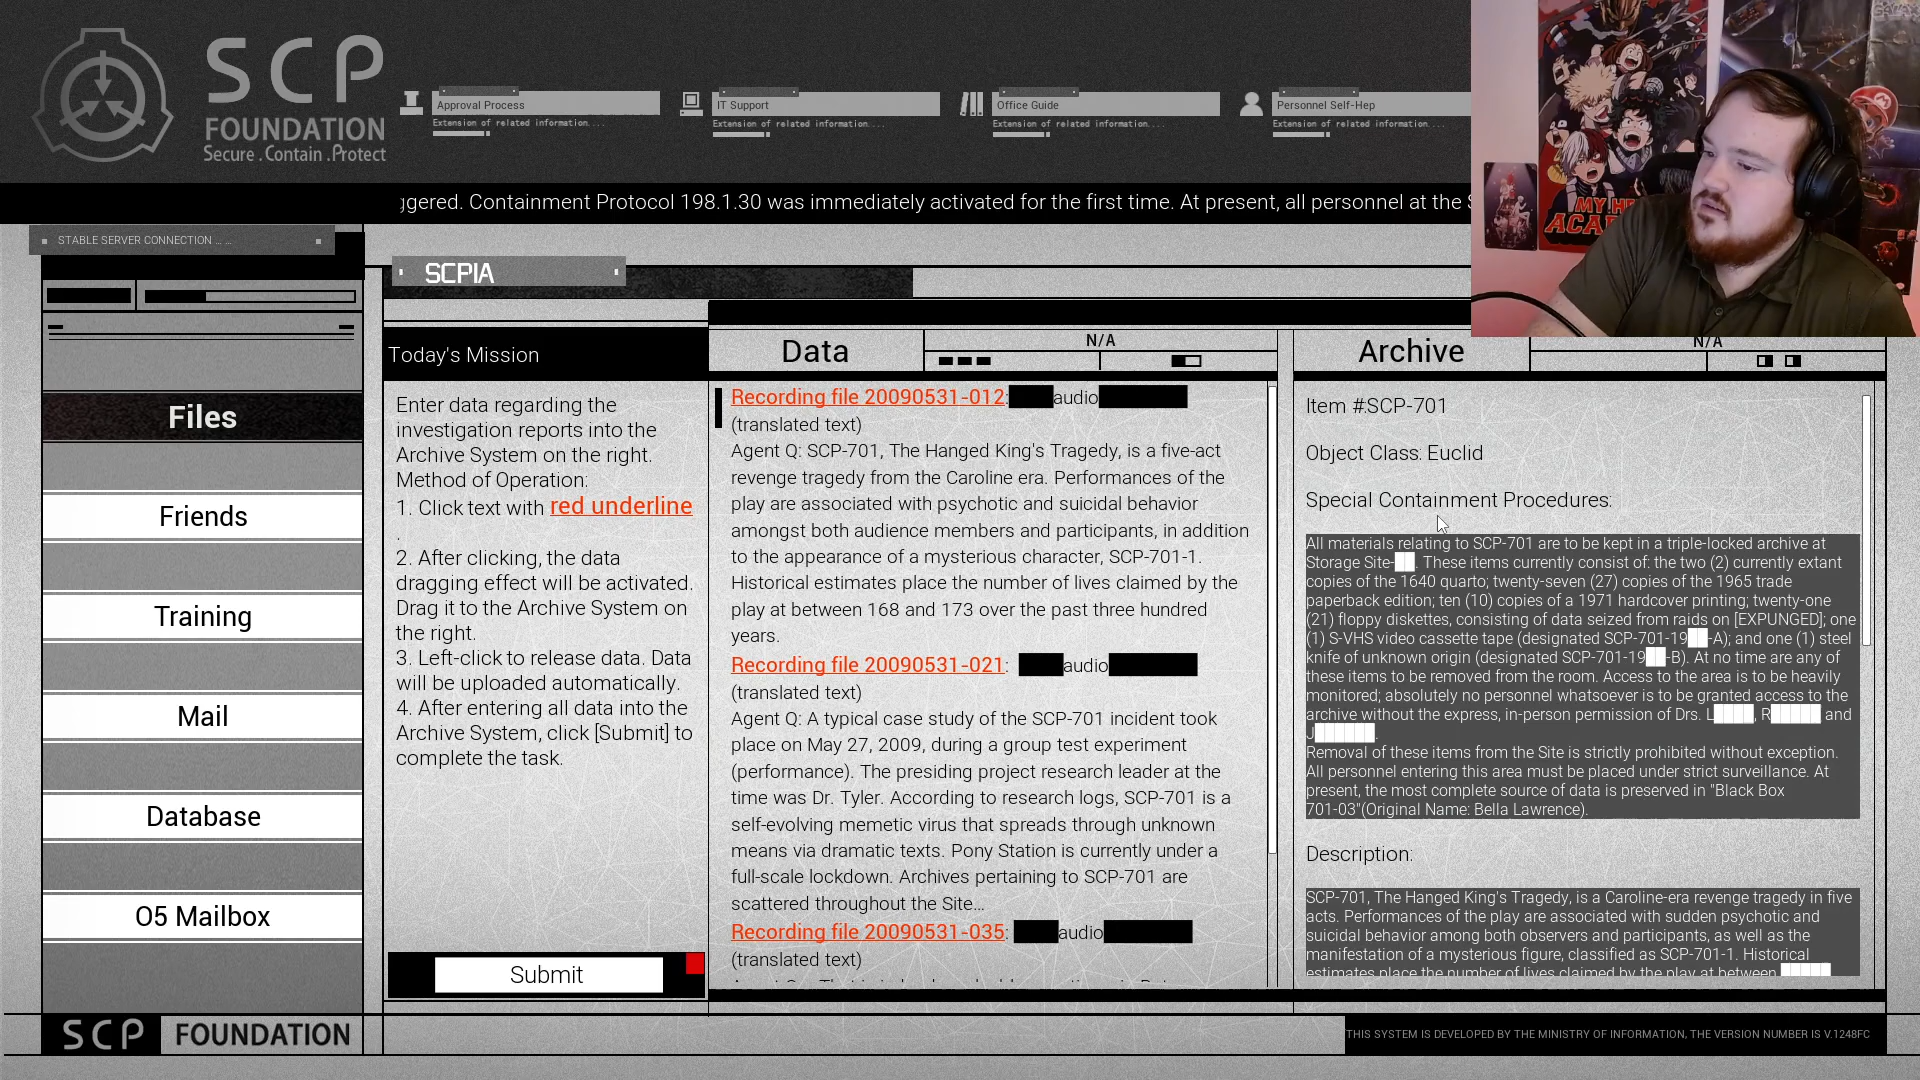 SCP
FOUNDATION
Secure . Contain . Protect
Approval Process
Extension of related information....
IT Support
Extension of related information....
Office Guide
Extension of related information....
Personnel Self-Hep
Extension of related information....
ggered. Containment Protocol 198.1.30 was immediately activated for the first time. At present, all personnel at the S
STABLE SERVER CONNECTION ... ...
SCPIA
Files
Friends
Training
Mail
Database
O5 Mailbox
Today's Mission
Enter data regarding the
investigation reports into the
Archive System on the right.
Method of Operation:
1. Click text with red underline
.
2. After clicking, the data
dragging effect will be activated.
Drag it to the Archive System on
the right.
3. Left-click to release data. Data
will be uploaded automatically.
4. After entering all data into the
Archive System, click [Submit] to
complete the task.
Submit
Data
N/A
Recording file 20090531-012: audio
(translated text)
Agent Q: SCP-701, The Hanged King's Tragedy, is a five-act
revenge tragedy from the Caroline era. Performances of the
play are associated with psychotic and suicidal behavior
amongst both audience members and participants, in addition
to the appearance of a mysterious character, SCP-701-1.
Historical estimates place the number of lives claimed by the
play at between 168 and 173 over the past three hundred
years.
Recording file 20090531-021: audio
(translated text)
Agent Q: A typical case study of the SCP-701 incident took
place on May 27, 2009, during a group test experiment
(performance). The presiding project research leader at the
time was Dr. Tyler. According to research logs, SCP-701 is a
self-evolving memetic virus that spreads through unknown
means via dramatic texts. Pony Station is currently under a
full-scale lockdown. Archives pertaining to SCP-701 are
scattered throughout the Site...
Recording file 20090531-035: audio
(translated text)
Archive
N/A
Item #:SCP-701
Object Class: Euclid
Special Containment Procedures:
All materials relating to SCP-701 are to be kept in a triple-locked archive at
Storage Site-██. These items currently consist of: the two (2) currently extant
copies of the 1640 quarto; twenty-seven (27) copies of the 1965 trade
paperback edition; ten (10) copies of a 1971 hardcover printing; twenty-one
(21) floppy diskettes, consisting of data seized from raids on [EXPUNGED]; one
(1) S-VHS video cassette tape (designated SCP-701-19██-A); and one (1) steel
knife of unknown origin (designated SCP-701-19██-B). At no time are any of
these items to be removed from the room. Access to the area is to be heavily
monitored; absolutely no personnel whatsoever is to be granted access to the
archive without the express, in-person permission of Drs. L████, R█████ and
J██████.
Removal of these items from the Site is strictly prohibited without exception.
All personnel entering this area must be placed under strict surveillance. At
present, the most complete source of data is preserved in "Black Box
701-03"(Original Name: Bella Lawrence).
Description:
SCP-701, The Hanged King's Tragedy, is a Caroline-era revenge tragedy in five
acts. Performances of the play are associated with sudden psychotic and
suicidal behavior among both observers and participants, as well as the
manifestation of a mysterious figure, classified as SCP-701-1. Historical
estimates place the number of lives claimed by the play at between █████
MY HE
ACA
SCP FOUNDATION
THIS SYSTEM IS DEVELOPED BY THE MINISTRY OF INFORMATION, THE VERSION NUMBER IS V.1248FC